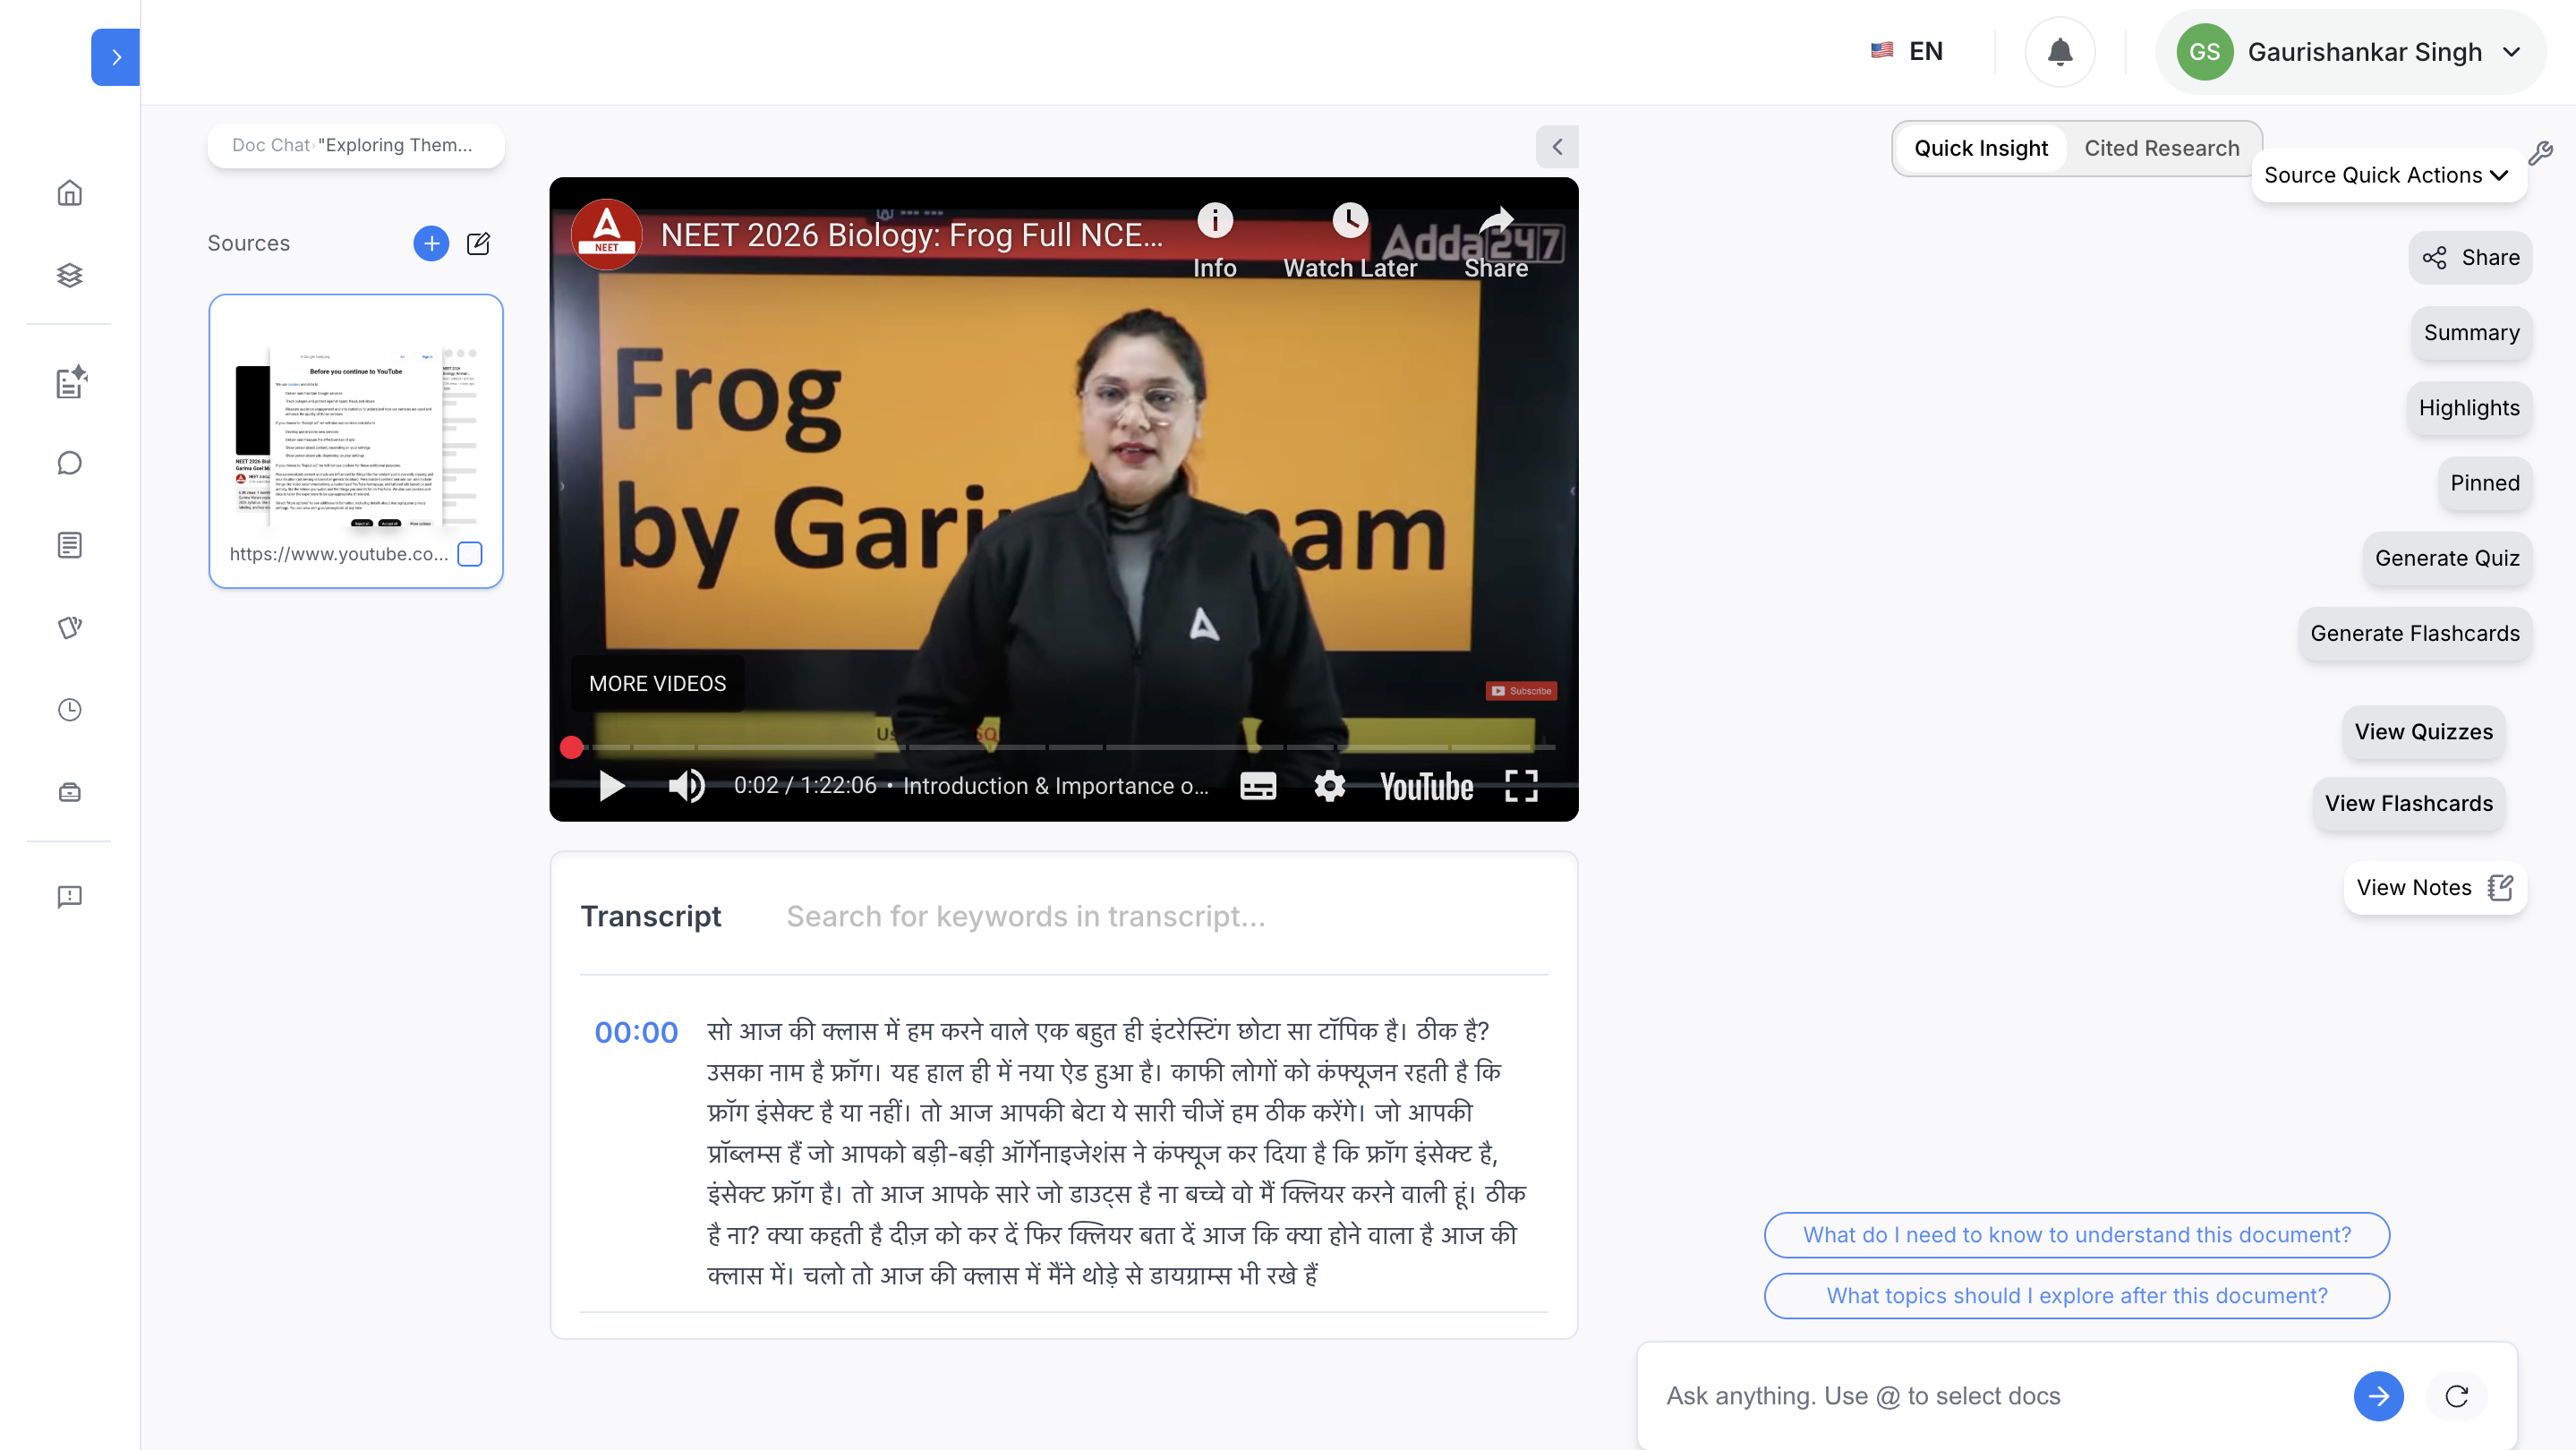 EN
GS
Gaurishankar Singh
Doc Chat
"Exploring Them...
Sources
Before you continue to YouTube
https://www.youtube.co...
NEET
NEET 2026 Biology: Frog Full NCE...
Info
Watch Later
Share
Adda247
Frog
by Gari
am
Subscribe
MORE VIDEOS
0:02 / 1:22:06 • Introduction & Importance o...
YouTube
Transcript
Search for keywords in transcript...
00:00
सो आज की क्लास में हम करने वाले एक बहुत ही इंटरेस्टिंग छोटा सा टॉपिक है। ठीक है?
उसका नाम है फ्रॉग। यह हाल ही में नया ऐड हुआ है। काफी लोगों को कंफ्यूजन रहती है कि
फ्रॉग इंसेक्ट है या नहीं। तो आज आपकी बेटा ये सारी चीजें हम ठीक करेंगे। जो आपकी
प्रॉब्लम्स हैं जो आपको बड़ी-बड़ी ऑर्गेनाइजेशंस ने कंफ्यूज कर दिया है कि फ्रॉग इंसेक्ट है,
इंसेक्ट फ्रॉग है। तो आज आपके सारे जो डाउट्स है ना बच्चे वो मैं क्लियर करने वाली हूं। ठीक
है ना? क्या कहती है दीज़ को कर दें फिर क्लियर बता दें आज कि क्या होने वाला है आज की
क्लास में। चलो तो आज की क्लास में मैंने थोड़े से डायग्राम्स भी रखे हैं
Quick Insight
Cited Research
Source Quick Actions
Share
Summary
Highlights
Pinned
Generate Quiz
Generate Flashcards
View Quizzes
View Flashcards
View Notes
What do I need to know to understand this document?
What topics should I explore after this document?
Ask anything. Use @ to select docs